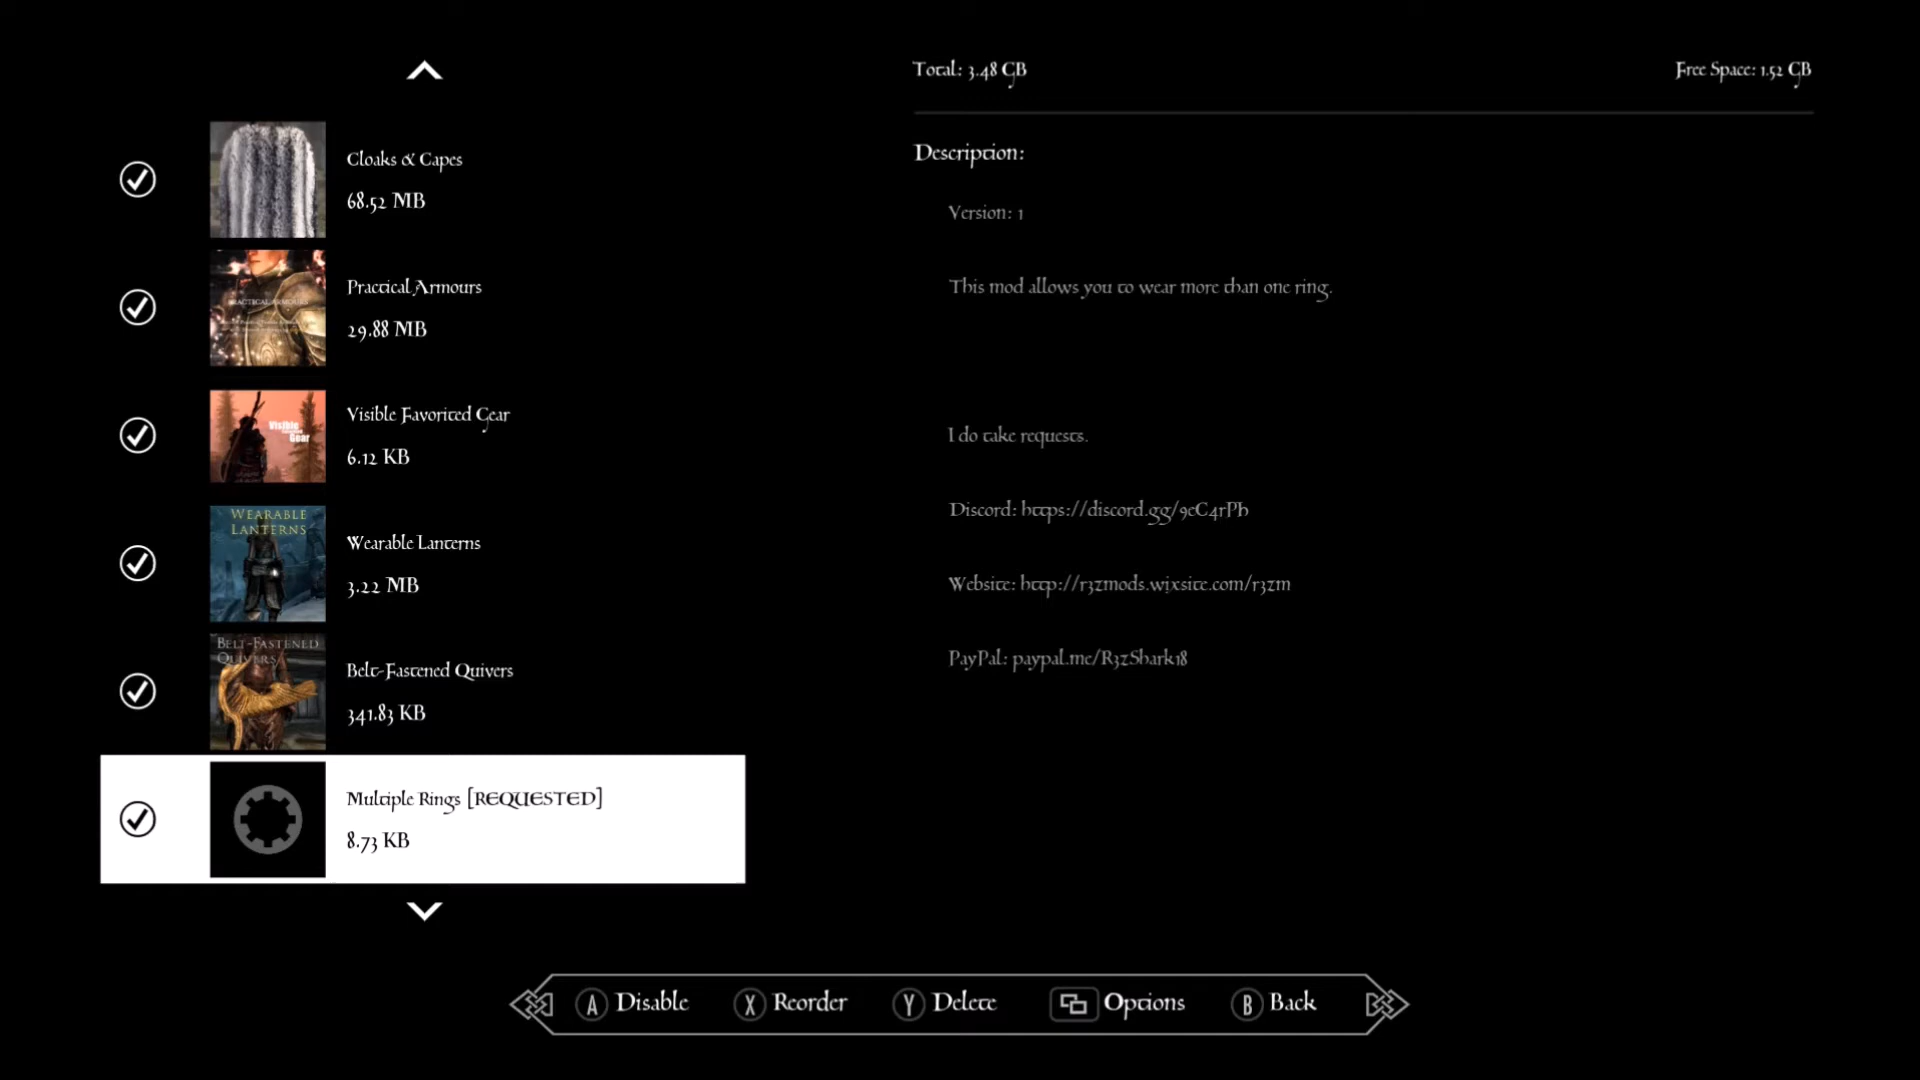 Total: 3.48 GB
Free Space: 1.52 GB
Cloaks & Capes
68.52 MB
Practical Armours
29.88 MB
Visible Favorited Gear
6.12 KB
Visible
Gear
Wearable Lanterns
3.22 MB
WEARABLE
LANTERNS
Belt-Fastened Quivers
341.83 KB
BELT-FASTENED
QUIVERS
Multiple Rings [REQUESTED]
8.73 KB
Description:
Version: 1
This mod allows you to wear more than one ring.
I do take requests.
Discord: https://discord.gg/9eC4rPh
Website: http://r3zmods.wixsite.com/r3zm
PayPal: paypal.me/R3zShark18
A Disable
X Reorder
Y Delete
Options
B Back